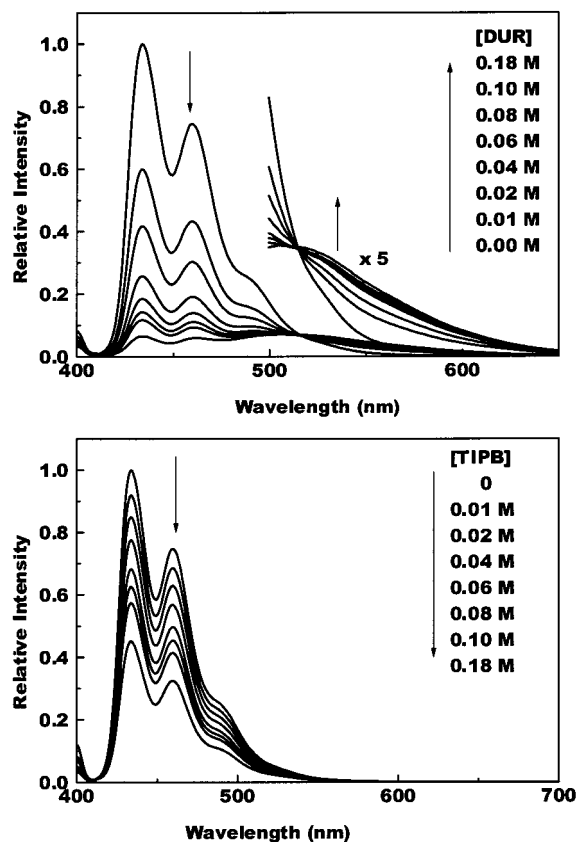 [DUR]
1.0
0.18 M
0.10 M
0.8
0.08 M
0.06 M
0.6
0.04 M
0.4
0.02 M
0.01 M
x 5
0.00 M
0.2
0.0
400
500
600
Relative Intensity
Wavelength (nm)
[TIPB]
1.0
0
0.01 M
0.8
0.02 M
0.04 M
0.6
0.06 M
0.08 M
0.4
0.10 M
0.18 M
0.2
0.0
400
500
600
700
Relative Intensity
Wavelength (nm)